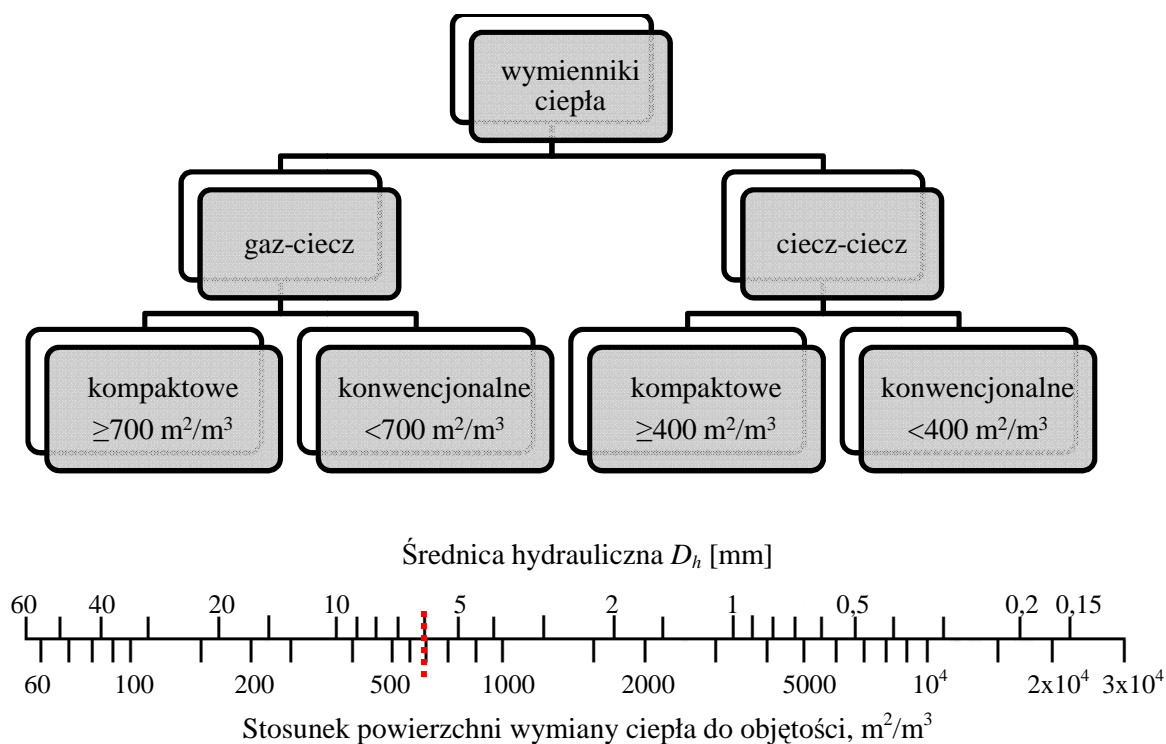 wymienniki
ciepła
gaz-ciecz
ciecz-ciecz
kompaktowe
≥700 m²/m³
konwencjonalne
<700 m²/m³
kompaktowe
≥400 m²/m³
konwencjonalne
<400 m²/m³
Średnica hydrauliczna Dₕ [mm]
60 40 20 10 5 2 1 0,5 0,2 0,15
60 100 200 500 1000 2000 5000 10⁴ 2x10⁴ 3x10⁴
Stosunek powierzchni wymiany ciepła do objętości, m²/m³